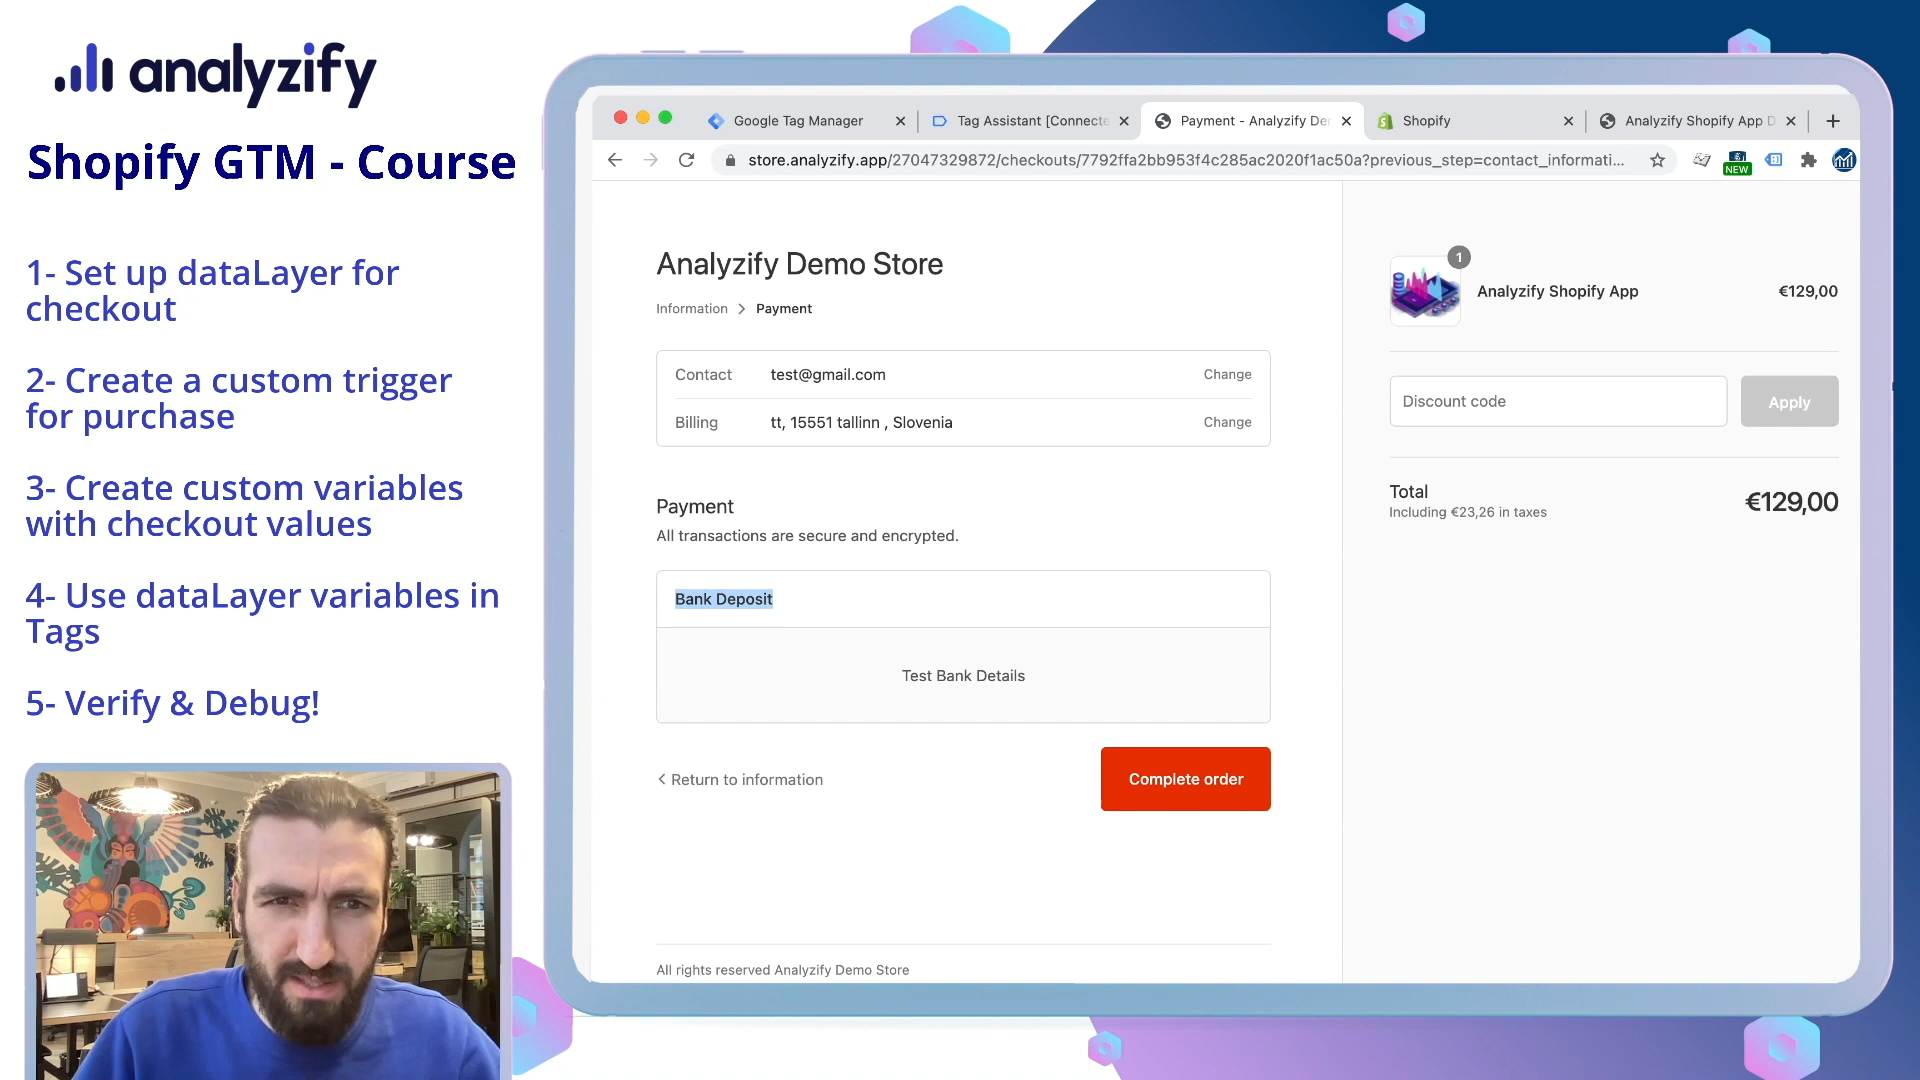 analyzify
Shopify GTM - Course
1- Set up dataLayer for
checkout
2- Create a custom trigger
for purchase
3- Create custom variables
with checkout values
4- Use dataLayer variables in
Tags
5- Verify & Debug!
Google Tag Manager
Tag Assistant [Connecte
Payment - Analyzify De
Shopify
Analyzify Shopify App D
store.analyzify.app/27047329872/checkouts/7792ffa2bb953f4c285ac2020f1ac50a?previous_step=contact_informati...
NEW
Analyzify Demo Store
Information > Payment
Contact test@gmail.com Change
Billing tt, 15551 tallinn , Slovenia Change
Payment
All transactions are secure and encrypted.
Bank Deposit
Test Bank Details
< Return to information
Complete order
All rights reserved Analyzify Demo Store
1
Analyzify Shopify App €129,00
Discount code
Apply
Total
Including €23,26 in taxes
€129,00